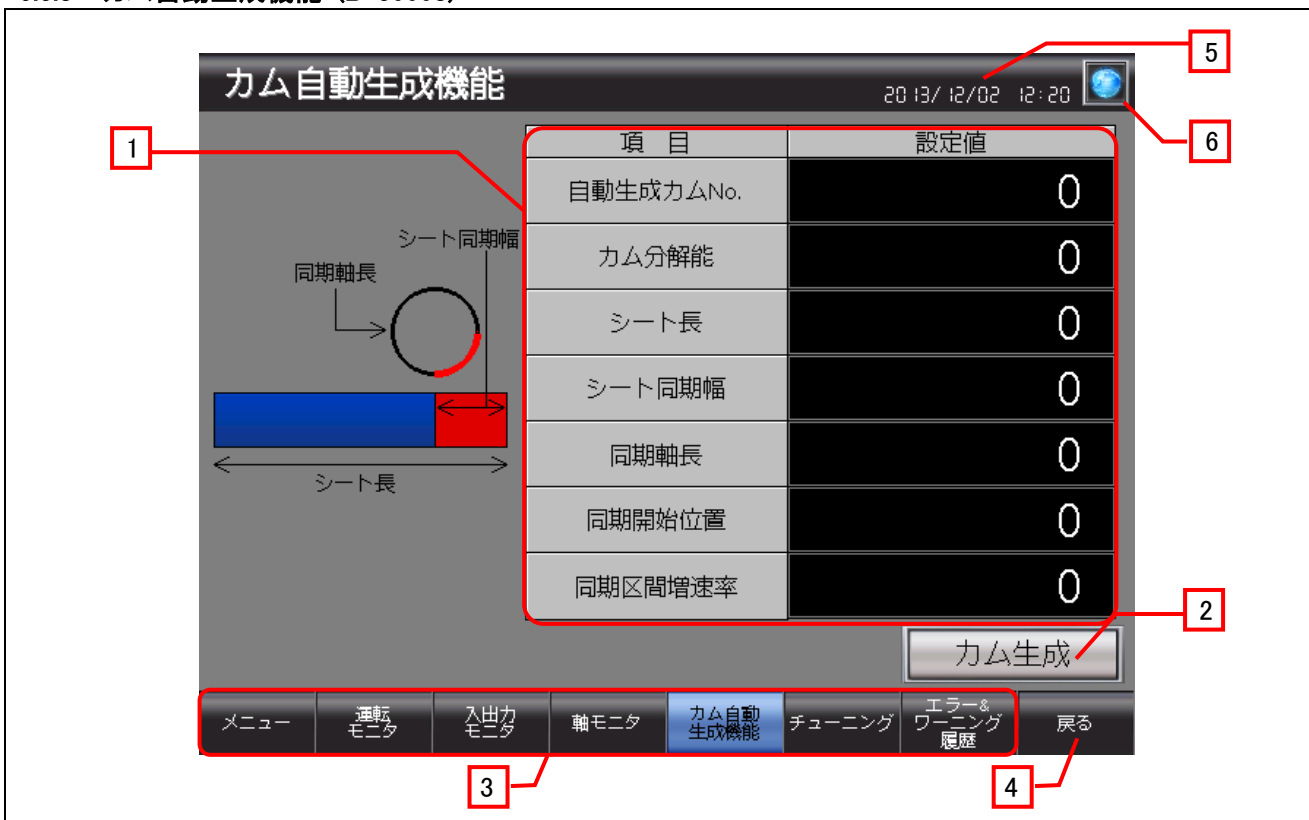 カム自動生成機能
2013/12/02 12:20
5
6
1
項 目 設定値
自動生成カムNo. 0
カム分解能 0
シート長 0
シート同期幅 0
同期軸長 0
同期開始位置 0
同期区間増速率 0
シート同期幅
同期軸長
シート長
2
カム生成
メニュー
運転
モニタ
入出力
モニタ
軸モニタ
カム自動
生成機能
チューニング
エラー&
ワーニング
履歴
戻る
3
4